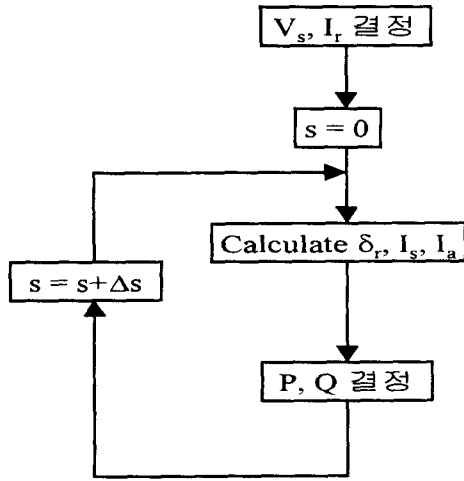 V_s, I_r 결정
s = 0
Calculate δ_r, I_s, I_a
s = s+Δs
P, Q 결정